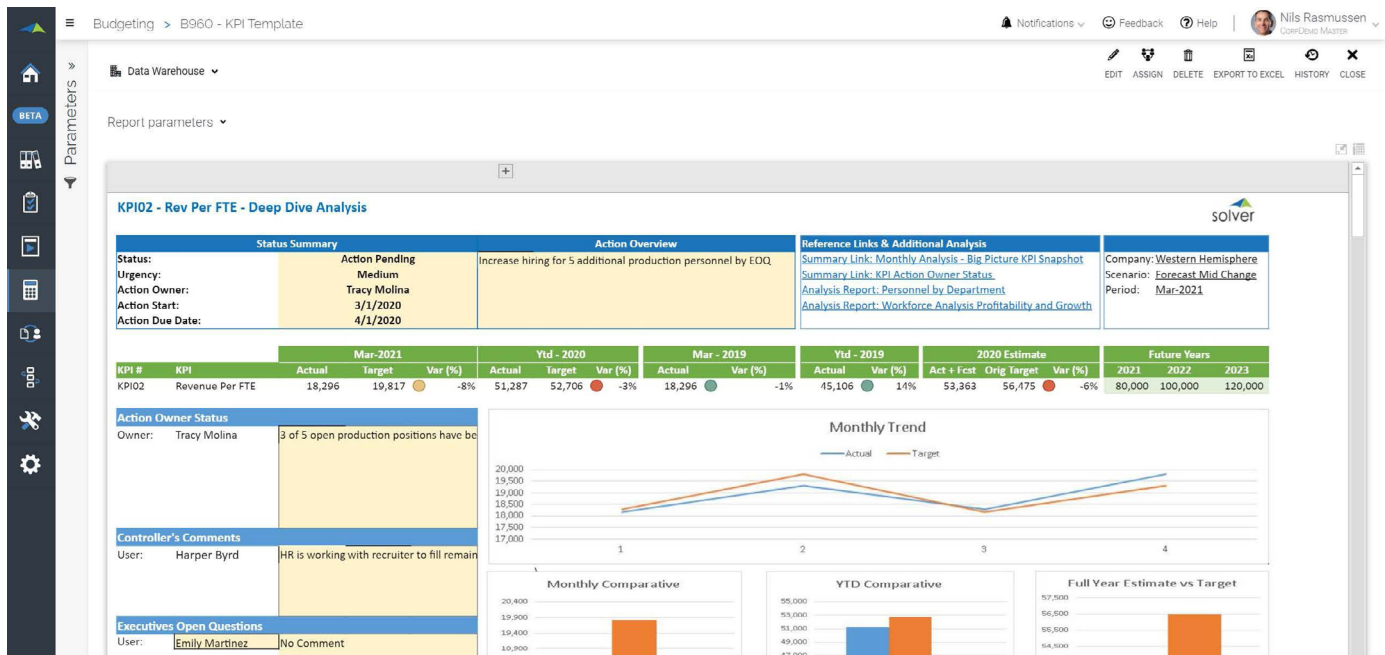 Budgeting > B960 - KPI Template
Notifications
Feedback
Help
Nils Rasmussen
CorpDemo Master
BETA
Parameters
Data Warehouse
EDIT
ASSIGN
DELETE
EXPORT TO EXCEL
HISTORY
CLOSE
Report parameters
KPI02 - Rev Per FTE - Deep Dive Analysis
solver
Status Summary
Status: Action Pending
Urgency: Medium
Action Owner: Tracy Molina
Action Start: 3/1/2020
Action Due Date: 4/1/2020
Action Overview
Increase hiring for 5 additional production personnel by EOQ
Reference Links & Additional Analysis
Summary Link: Monthly Analysis - Big Picture KPI Snapshot
Summary Link: KPI Action Owner Status
Analysis Report: Personnel by Department
Analysis Report: Workforce Analysis Profitability and Growth
Company: Western Hemisphere
Scenario: Forecast Mid Change
Period: Mar-2021
Mar-2021 Ytd - 2020 Mar - 2019 Ytd - 2019 2020 Estimate Future Years
KPI # KPI Actual Target Var (%) Actual Target Var (%) Actual Var (%) Actual Var (%) Act + Fcst Orig Target Var (%) 2021 2022 2023
KPI02 Revenue Per FTE 18,296 19,817 -8% 51,287 52,706 -3% 18,296 -1% 45,106 14% 53,363 56,475 -6% 80,000 100,000 120,000
Action Owner Status
Owner: Tracy Molina 3 of 5 open production positions have be
Controller's Comments
User: Harper Byrd HR is working with recruiter to fill remain
Executives Open Questions
User: Emily Martinez No Comment
Monthly Trend
Actual Target
20,000
19,500
19,000
18,500
18,000
17,500
17,000
1 2 3 4
Monthly Comparative
20,400
19,900
19,400
18,900
YTD Comparative
55,000
53,000
51,000
49,000
47,000
Full Year Estimate vs Target
57,500
56,500
55,500
54,500